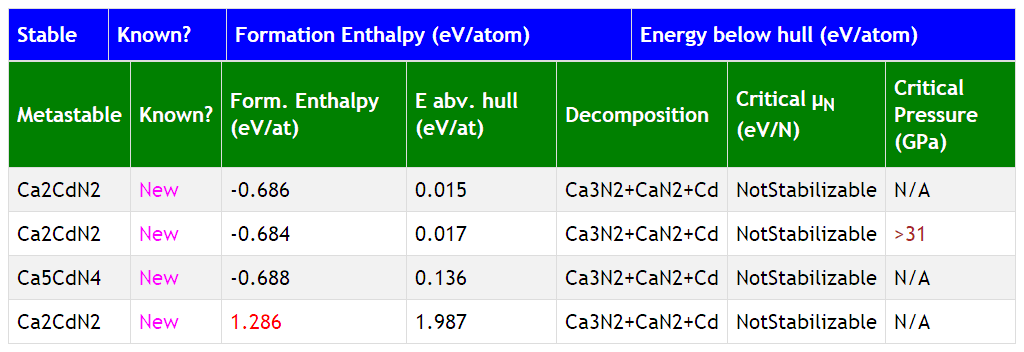 Stable Known? Formation Enthalpy (eV/atom) Energy below hull (eV/atom)
Metastable Known? Form. Enthalpy (eV/at) E abv. hull (eV/at) Decomposition Critical μN (eV/N) Critical Pressure (GPa)
Ca2CdN2 New -0.686 0.015 Ca3N2+CaN2+Cd NotStabilizable N/A
Ca2CdN2 New -0.684 0.017 Ca3N2+CaN2+Cd NotStabilizable >31
Ca5CdN4 New -0.688 0.136 Ca3N2+CaN2+Cd NotStabilizable N/A
Ca2CdN2 New 1.286 1.987 Ca3N2+CaN2+Cd NotStabilizable N/A